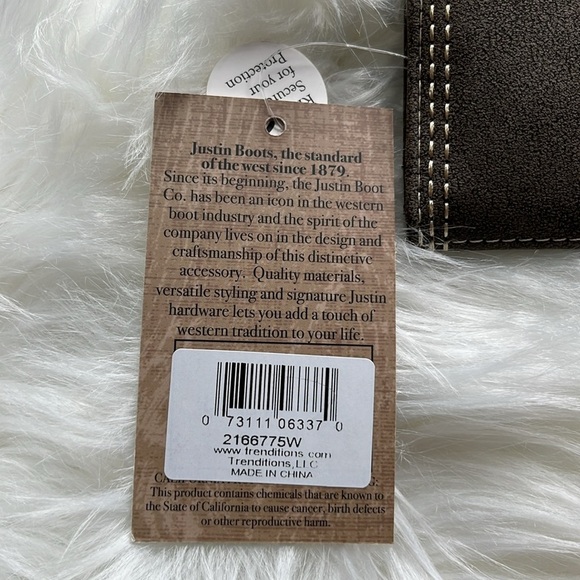 Protection
for your
Secure
Justin Boots, the standard
of the west since 1879.
Since its beginning, the Justin Boot
Co. has been an icon in the western
boot industry and the spirit of the
company lives on in the design and
craftsmanship of this distinctive
accessory. Quality materials,
versatile styling and signature Justin
hardware lets you add a touch of
western tradition to your life.
0 73111 06337 0
2166775W
www.trenditions.com
Trenditions,LLC
MADE IN CHINA
This product contains chemicals that are known to
the State of California to cause cancer, birth defects
or other reproductive harm.